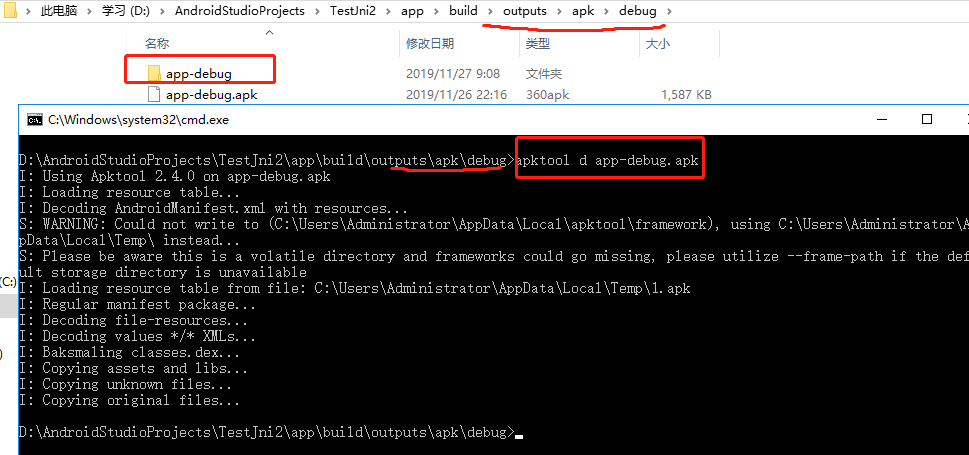 此电脑 › 学习 (D:) › AndroidStudioProjects › TestJni2 › app › build › outputs › apk › debug ›
名称 修改日期 类型 大小
app-debug 2019/11/27 9:08 文件夹
app-debug.apk 2019/11/26 22:16 360apk 1,587 KB
C:\Windows\system32\cmd.exe
D:\AndroidStudioProjects\TestJni2\app\build\outputs\apk\debug>apktool d app-debug.apk
I: Using Apktool 2.4.0 on app-debug.apk
I: Loading resource table...
I: Decoding AndroidManifest.xml with resources...
S: WARNING: Could not write to (C:\Users\Administrator\AppData\Local\apktool\framework), using C:\Users\Administrator\A
pData\Local\Temp\ instead...
S: Please be aware this is a volatile directory and frameworks could go missing, please utilize --frame-path if the def
ult storage directory is unavailable
(C:)
I: Loading resource table from file: C:\Users\Administrator\AppData\Local\Temp\1.apk
I: Regular manifest package...
I: Decoding file-resources...
I: Decoding values */* XMLs...
I: Baksmaling classes.dex...
I: Copying assets and libs...
I: Copying unknown files...
I: Copying original files...
D:\AndroidStudioProjects\TestJni2\app\build\outputs\apk\debug>